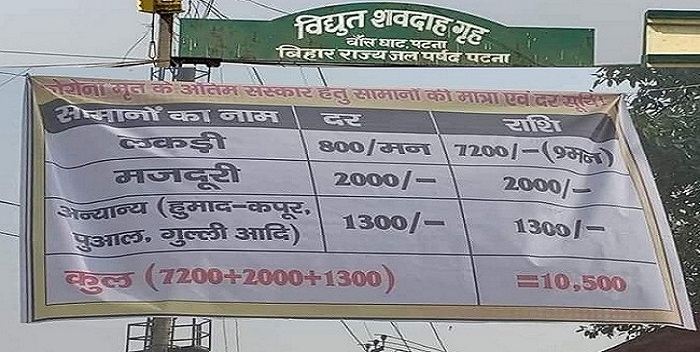 विद्युत शवदाह गृह
बाँस घाट, पटना
बिहार राज्य जल पर्षद पटना
कोरोना मृत के अंतिम संस्कार हेतु सामानों की मात्रा एवं दर सूची
सामानों का नाम दर राशि
लकड़ी 800/मन 7200/-(9मन)
मजदूरी 2000/- 2000/-
अन्यान्य (हुमाद-कपूर, पुआल, गुल्ली आदि) 1300/- 1300/-
कुल (7200+2000+1300) =10,500